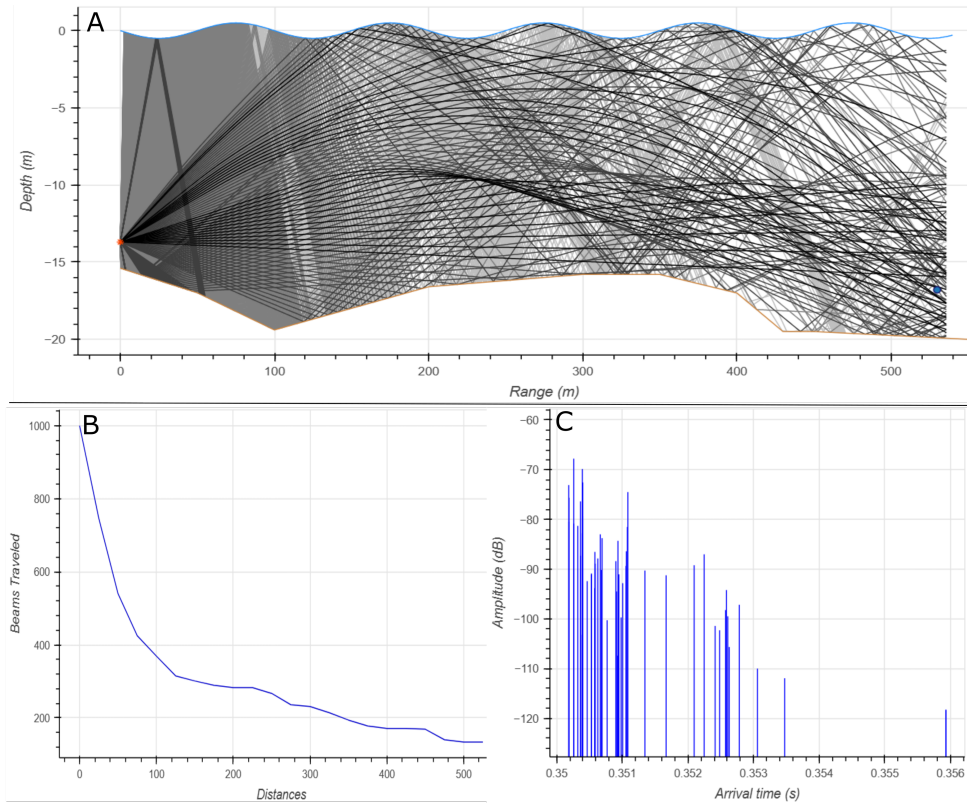 A
0
−5
−10
−15
−20
Depth (m)
0 100 200 300 400 500
Range (m)
B
1000
800
600
400
200
Beams Traveled
0 100 200 300 400 500
Distances
C
−60
−70
−80
−90
−100
−110
−120
Amplitude (dB)
0.35 0.351 0.352 0.353 0.354 0.355 0.356
Arrival time (s)